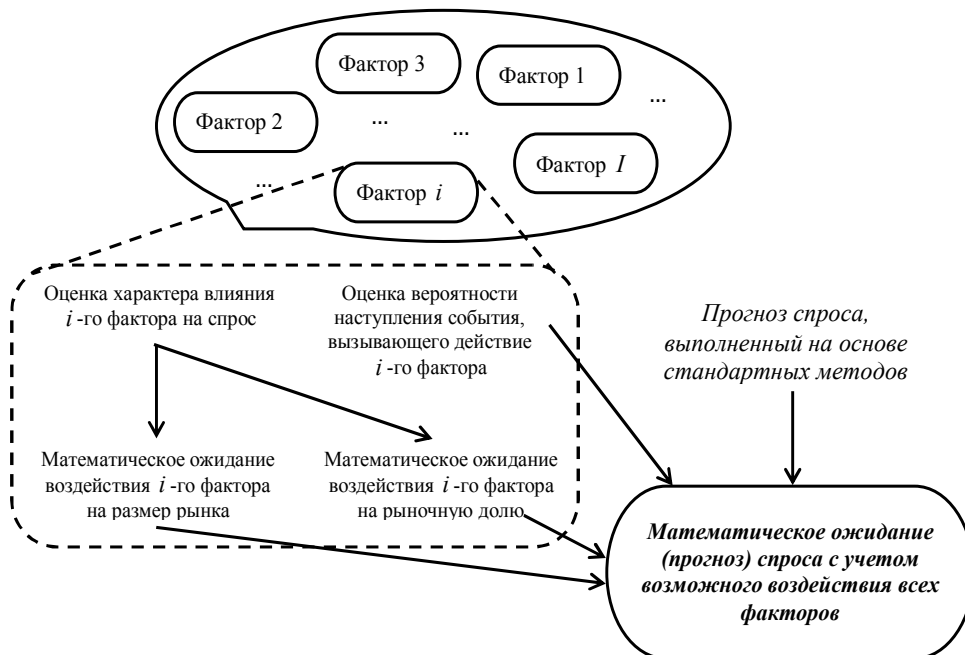 Фактор 3
Фактор 1
...
Фактор 2
...
...
Фактор I
...
Фактор i
Оценка характера влияния
i -го фактора на спрос
Оценка вероятности
наступления события,
вызывающего действие
i -го фактора
Прогноз спроса,
выполненный на основе
стандартных методов
Математическое ожидание
воздействия i -го фактора
на размер рынка
Математическое ожидание
воздействия i -го фактора
на рыночную долю
Математическое ожидание
(прогноз) спроса с учетом
возможного воздействия всех
факторов